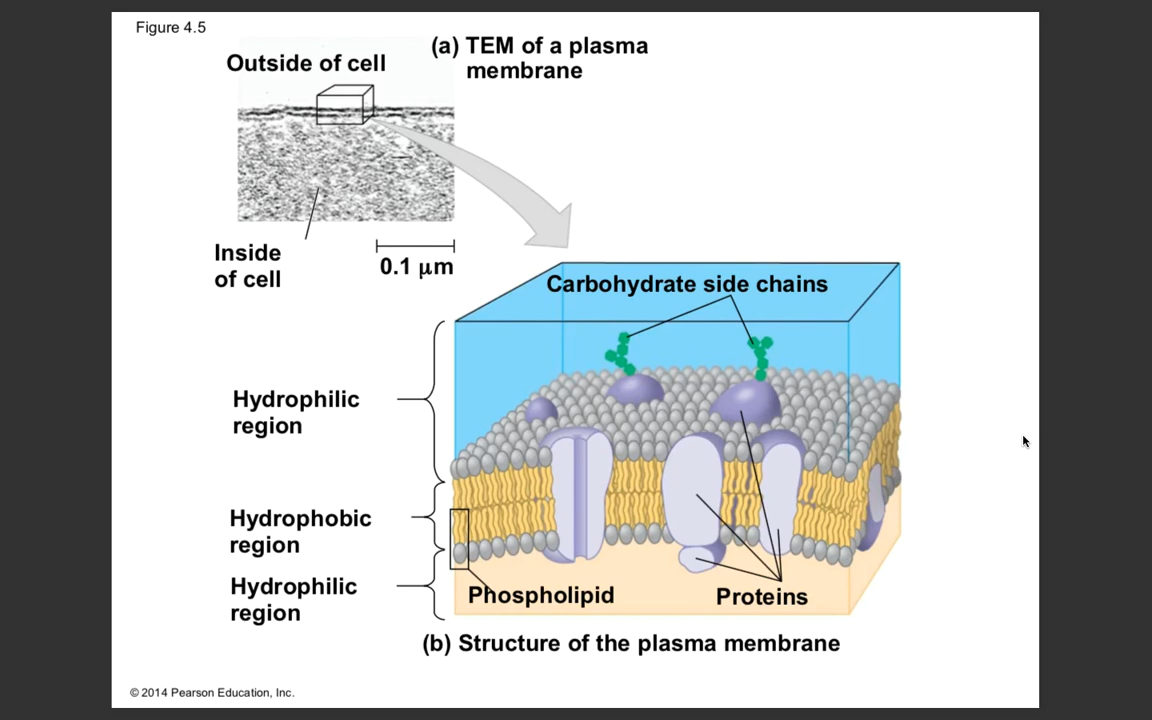 Figure 4.5
(a) TEM of a plasma
membrane
Outside of cell
Inside
of cell
0.1 μm
Carbohydrate side chains
Hydrophilic
region
Hydrophobic
region
Hydrophilic
region
Phospholipid
Proteins
(b) Structure of the plasma membrane
© 2014 Pearson Education, Inc.